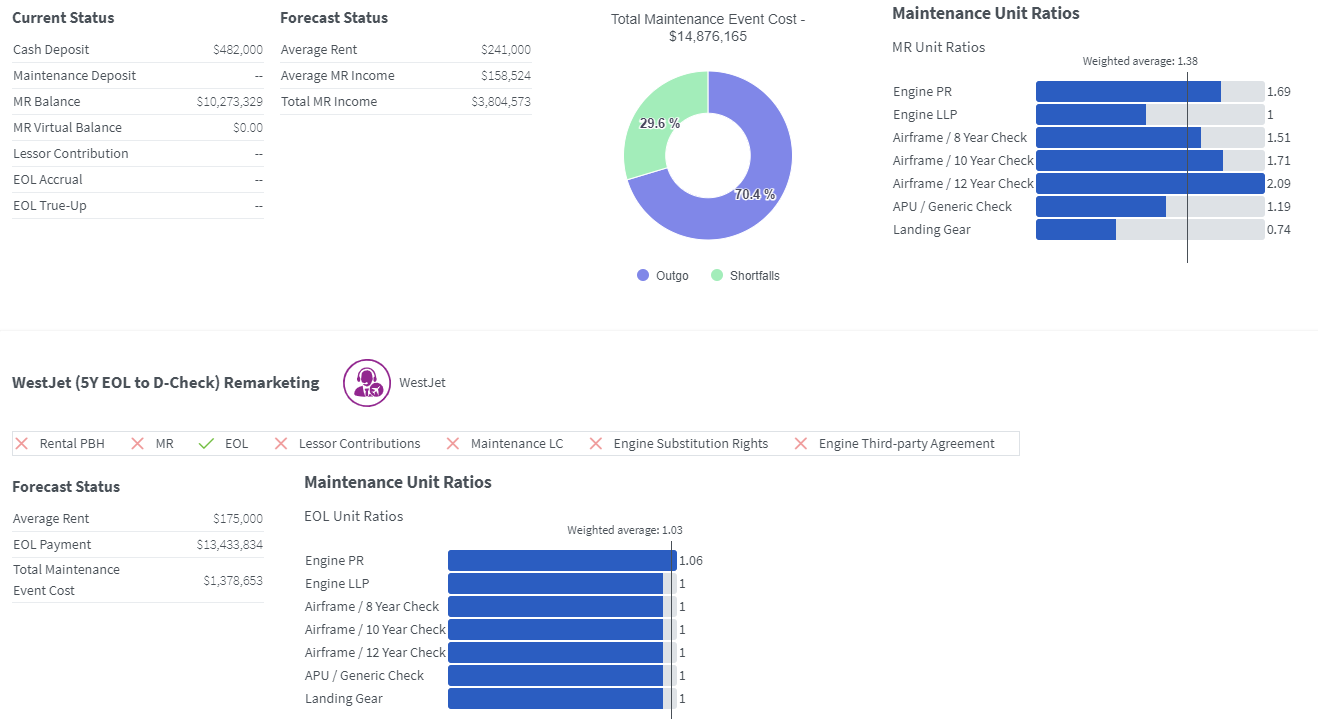 Current Status
Cash Deposit $482,000
Maintenance Deposit --
MR Balance $10,273,329
MR Virtual Balance $0.00
Lessor Contribution --
EOL Accrual --
EOL True-Up --
Forecast Status
Average Rent $241,000
Average MR Income $158,524
Total MR Income $3,804,573
Total Maintenance Event Cost -
$14,876,165
29.6 %
70.4 %
Outgo Shortfalls
Maintenance Unit Ratios
MR Unit Ratios
Weighted average: 1.38
Engine PR 1.69
Engine LLP 1
Airframe / 8 Year Check 1.51
Airframe / 10 Year Check 1.71
Airframe / 12 Year Check 2.09
APU / Generic Check 1.19
Landing Gear 0.74
WestJet (5Y EOL to D-Check) Remarketing WestJet
Rental PBH MR EOL Lessor Contributions Maintenance LC Engine Substitution Rights Engine Third-party Agreement
Forecast Status
Average Rent $175,000
EOL Payment $13,433,834
Total Maintenance
Event Cost $1,378,653
Maintenance Unit Ratios
EOL Unit Ratios
Weighted average: 1.03
Engine PR 1.06
Engine LLP 1
Airframe / 8 Year Check 1
Airframe / 10 Year Check 1
Airframe / 12 Year Check 1
APU / Generic Check 1
Landing Gear 1